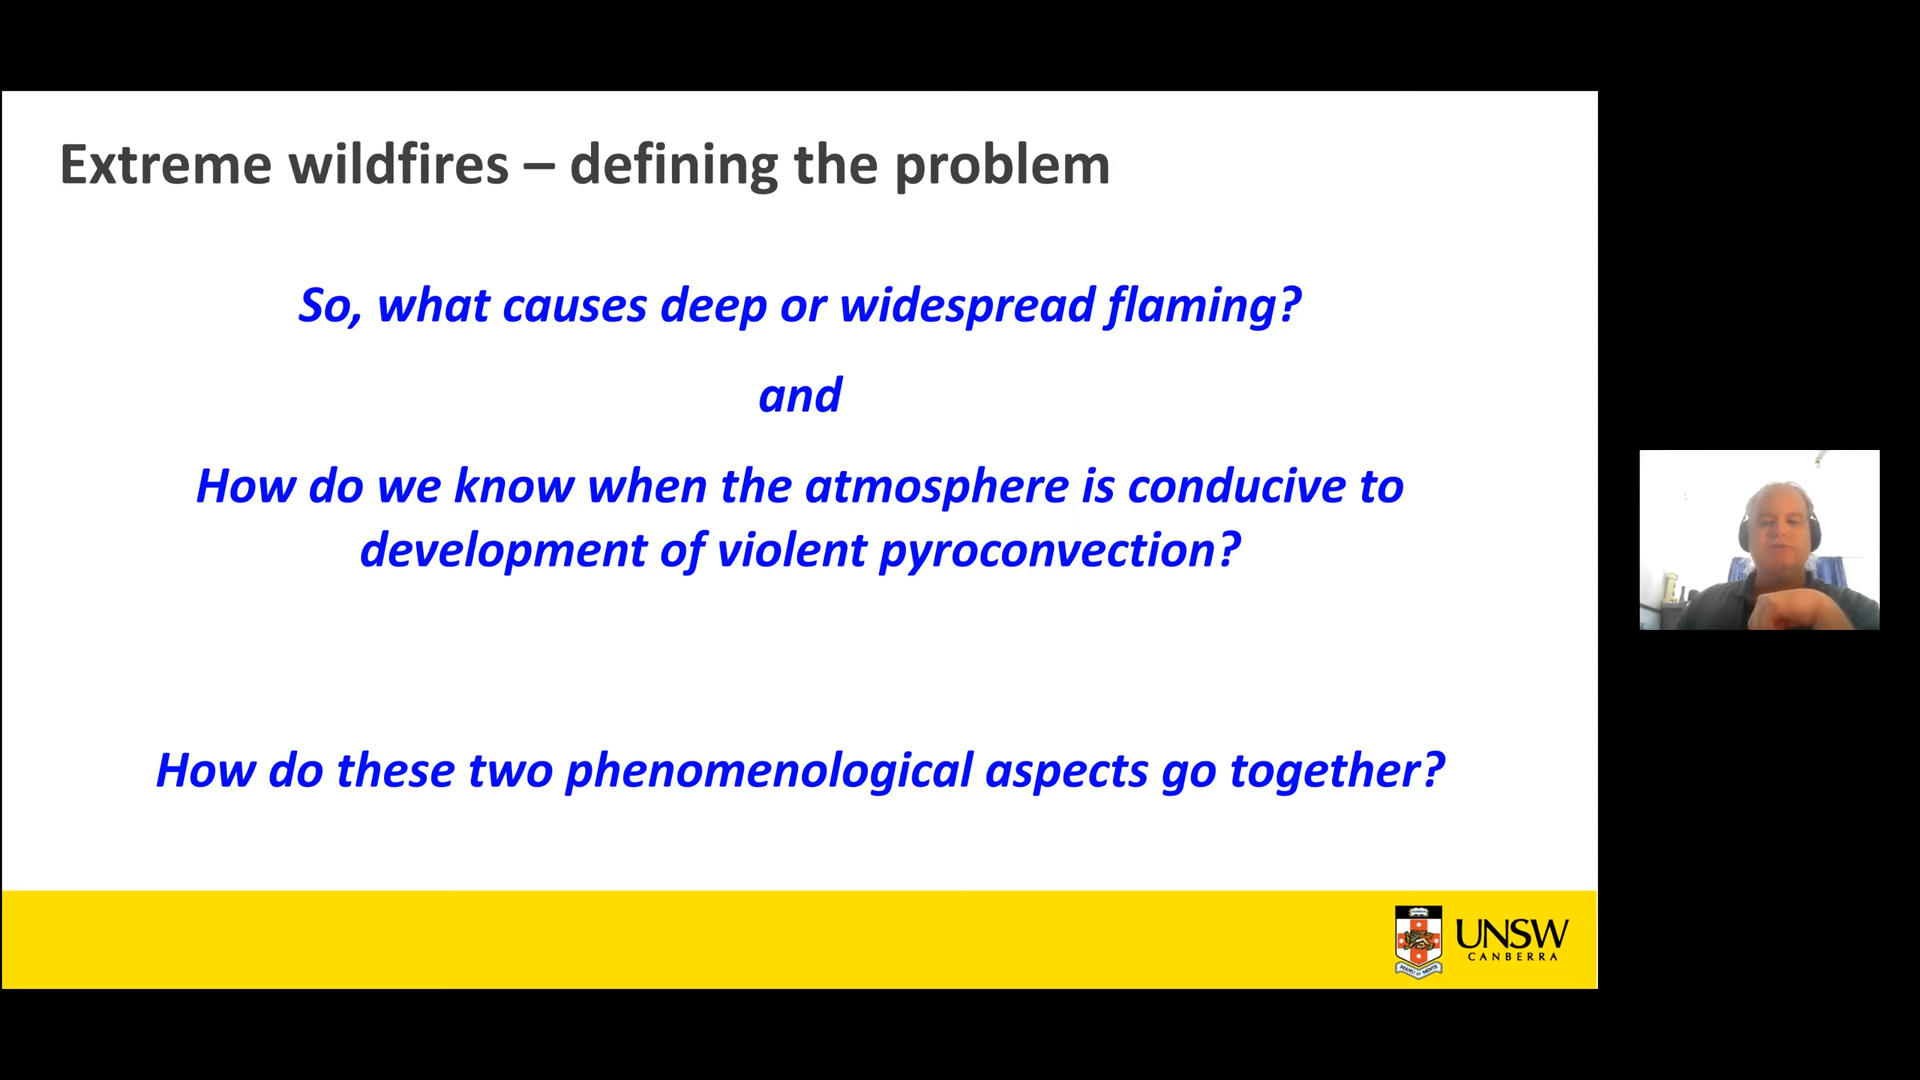 Extreme wildfires – defining the problem
So, what causes deep or widespread flaming?
and
How do we know when the atmosphere is conducive to
development of violent pyroconvection?
How do these two phenomenological aspects go together?
UNSW
CANBERRA